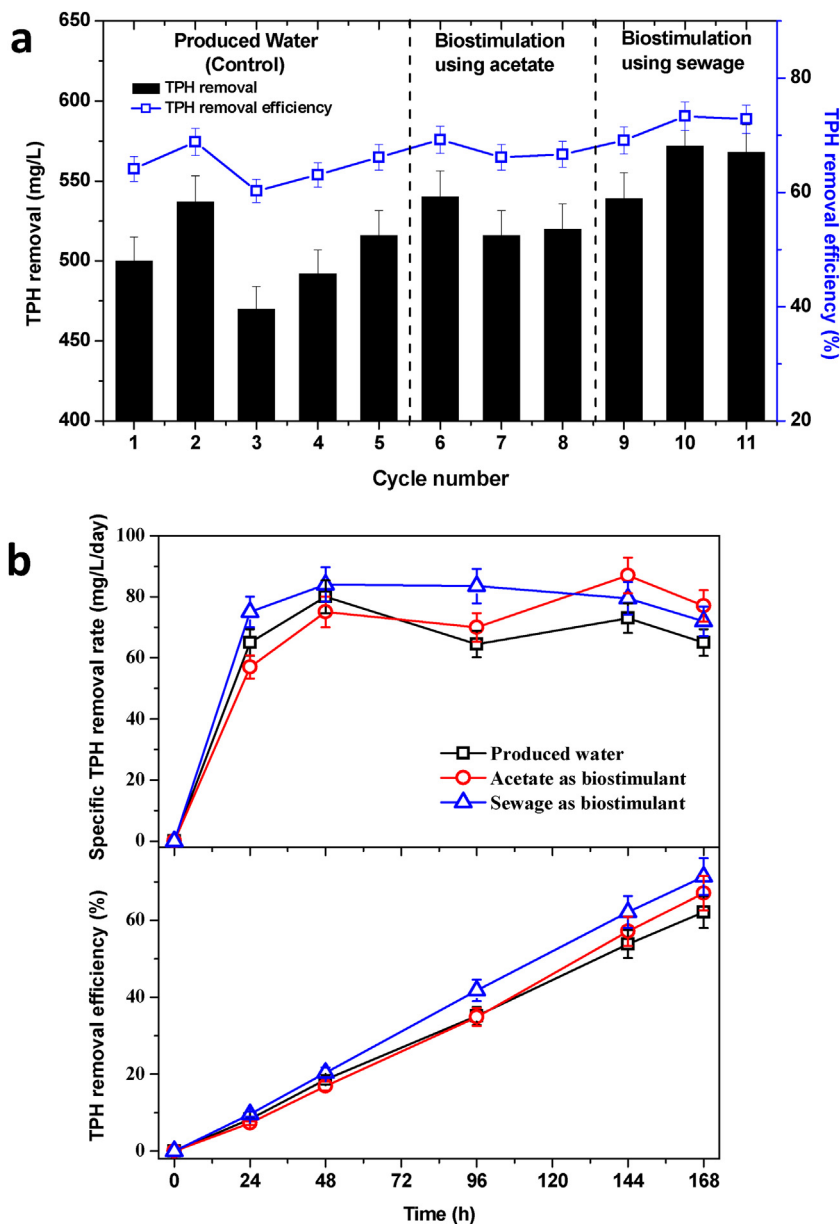 a
Produced Water
(Control)
Biostimulation
using acetate
Biostimulation
using sewage
TPH removal
TPH removal efficiency
TPH removal (mg/L)
650
600
550
500
450
400
TPH removal
efficiency (%)
80
60
40
20
1 2 3 4 5 6 7 8 9 10 11
Cycle number
b
Specific TPH removal rate (mg/L/day)
100
80
60
40
20
0
Produced water
Acetate as biostimulant
Sewage as biostimulant
TPH removal efficiency (%)
60
40
20
0
0 24 48 72 96 120 144 168
Time (h)